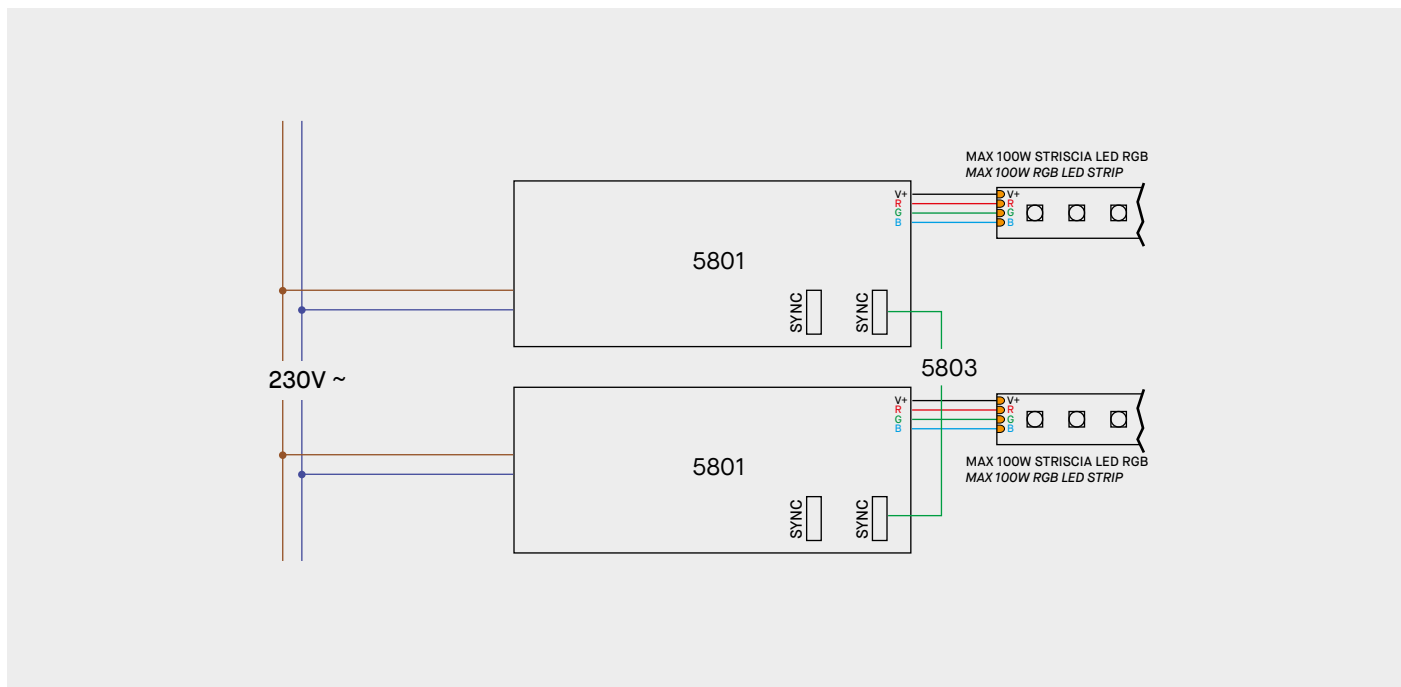 MAX 100W STRISCIA LED RGB
MAX 100W RGB LED STRIP
V+ V+
R R
G G
B B
5801
SYNC SYNC
5803
230V ~
V+ V+
R R
G G
B B
MAX 100W STRISCIA LED RGB
MAX 100W RGB LED STRIP
5801
SYNC SYNC